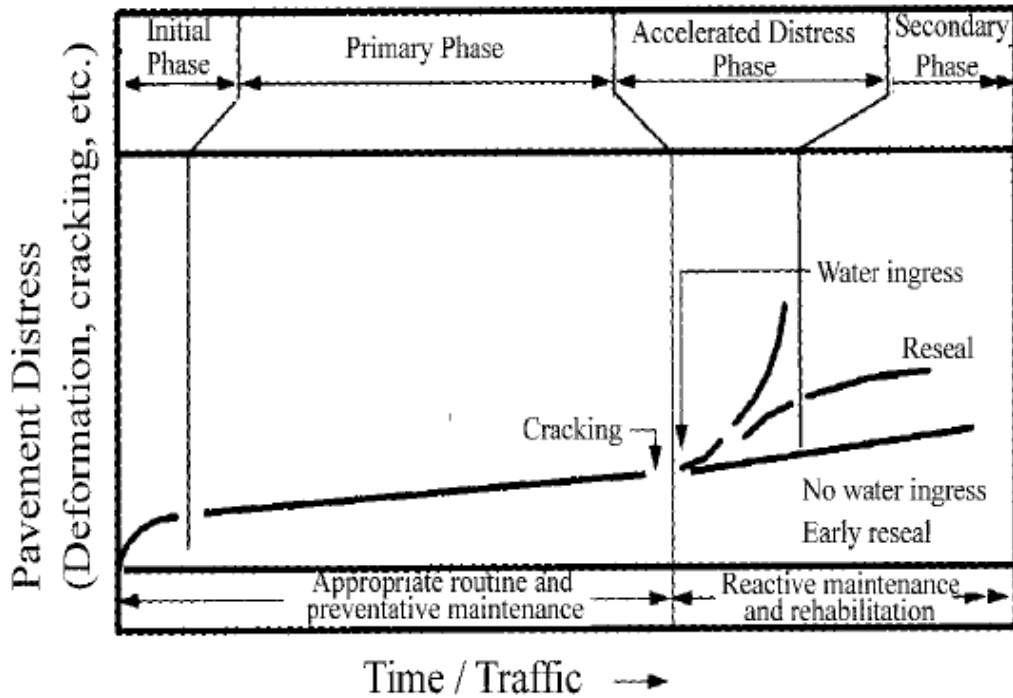 Initial
Phase
Primary Phase
Accelerated Distress
Phase
Secondary
Phase
Pavement Distress
(Deformation, cracking, etc.)
Water ingress
Reseal
Cracking
No water ingress
Early reseal
Appropriate routine and
preventative maintenance
Reactive maintenance
and rehabilitation
Time / Traffic